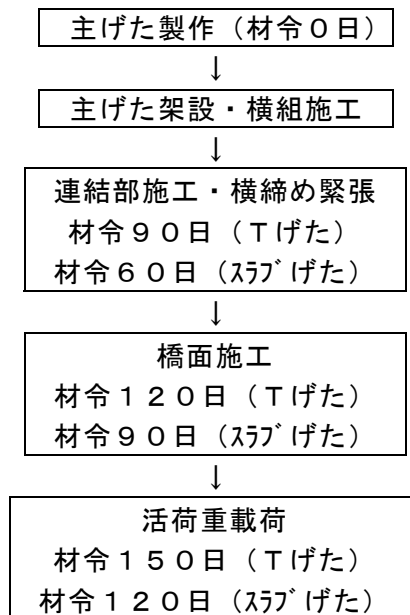 主げた製作（材令０日）
↓
主げた架設・横組施工
↓
連結部施工・横締め緊張
材令９０日（Ｔげた）
材令６０日（ｽﾗﾌﾞげた）
↓
橋面施工
材令１２０日（Ｔげた）
材令９０日（ｽﾗﾌﾞげた）
↓
活荷重載荷
材令１５０日（Ｔげた）
材令１２０日（ｽﾗﾌﾞげた）